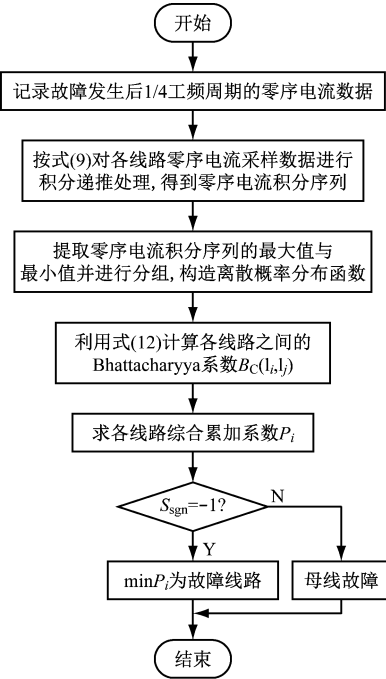 开始
记录故障发生后1/4工频周期的零序电流数据
按式(9)对各线路零序电流采样数据进行
积分递推处理,得到零序电流积分序列
提取零序电流积分序列的最大值与
最小值并进行分组,构造离散概率分布函数
利用式(12)计算各线路之间的
Bhattacharyya系数BC(li,lj)
求各线路综合累加系数Pi
Ssgn=-1?
N
Y
minPi为故障线路
母线故障
结束